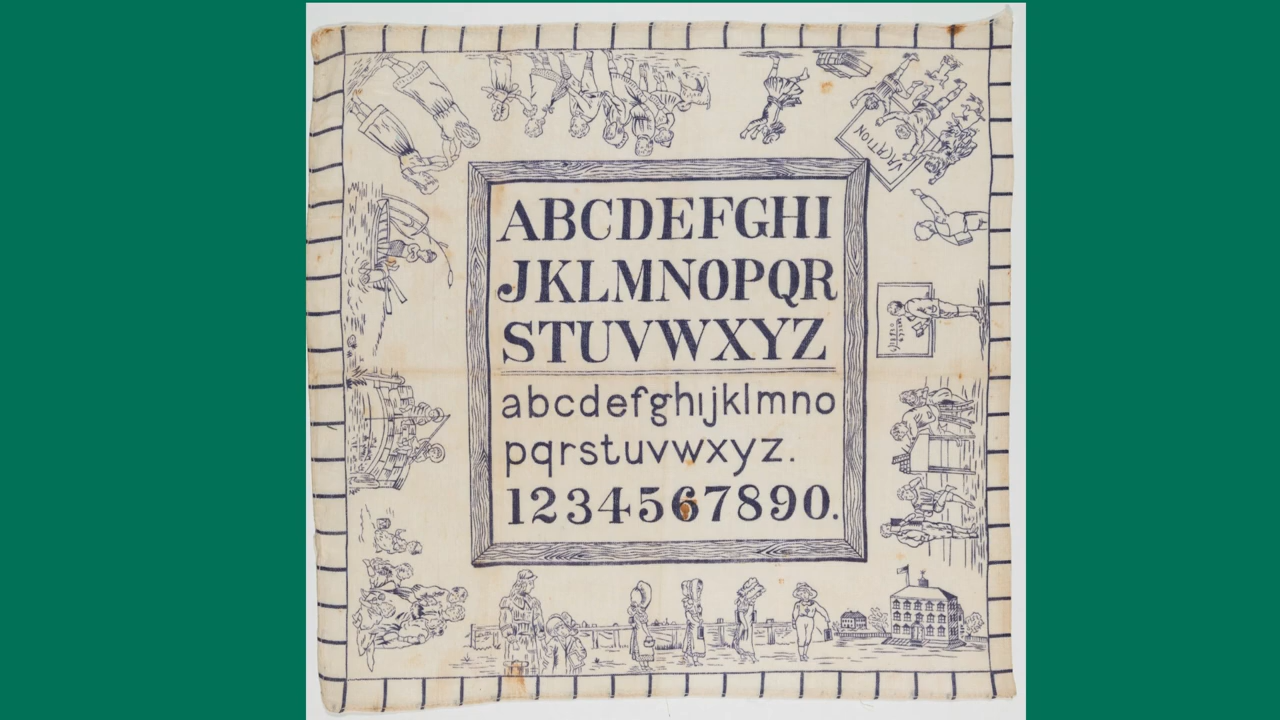 ABCDEFGHI
JKLMNOPQR
STUVWXYZ
abcdefghijklmno
pqrstuvwxyz.
1234567890.
VACATION